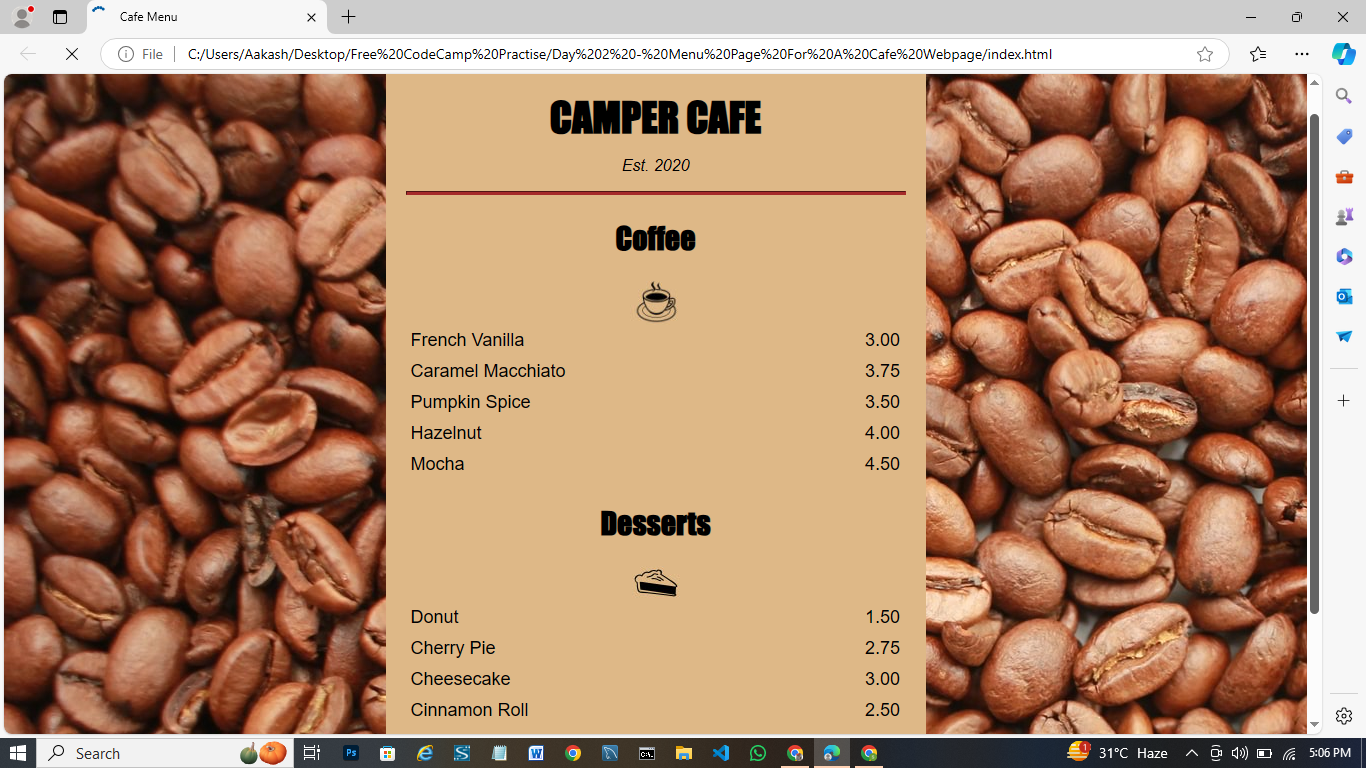 Cafe Menu
File
C:/Users/Aakash/Desktop/Free%20CodeCamp%20Practise/Day%202%20-%20Menu%20Page%20For%20A%20Cafe%20Webpage/index.html
CAMPER CAFE
Est. 2020
Coffee
French Vanilla 3.00
Caramel Macchiato 3.75
Pumpkin Spice 3.50
Hazelnut 4.00
Mocha 4.50
Desserts
Donut 1.50
Cherry Pie 2.75
Cheesecake 3.00
Cinnamon Roll 2.50
Search
Ps
W
1
31°C Haze
5:06 PM